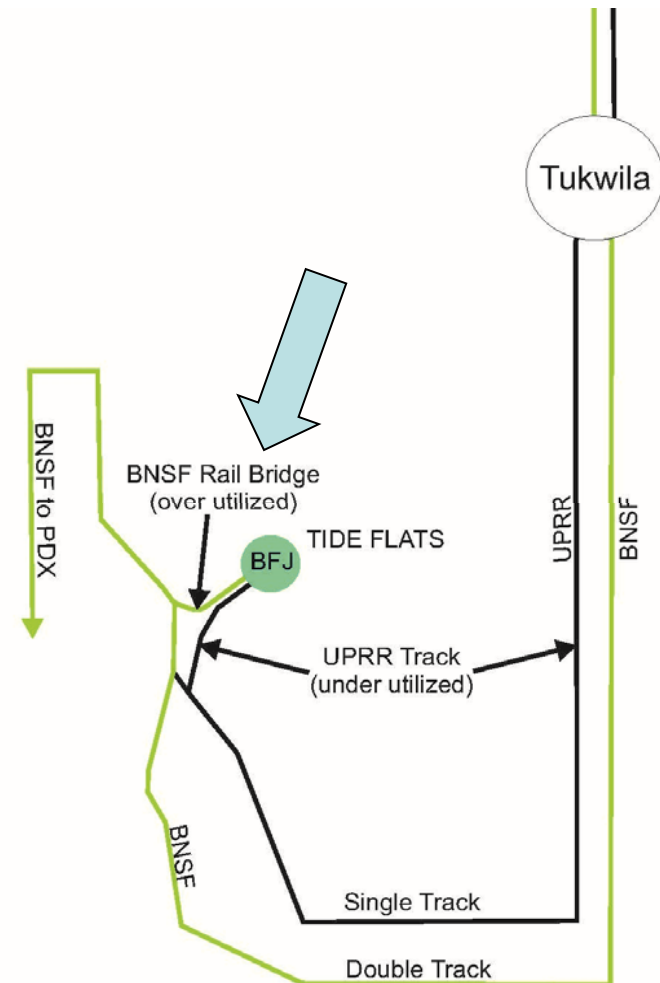 Tukwila
BNSF to PDX
BNSF Rail Bridge
(over utilized)
TIDE FLATS
BFJ
UPRR
BNSF
UPRR Track
(under utilized)
BNSF
Single Track
Double Track